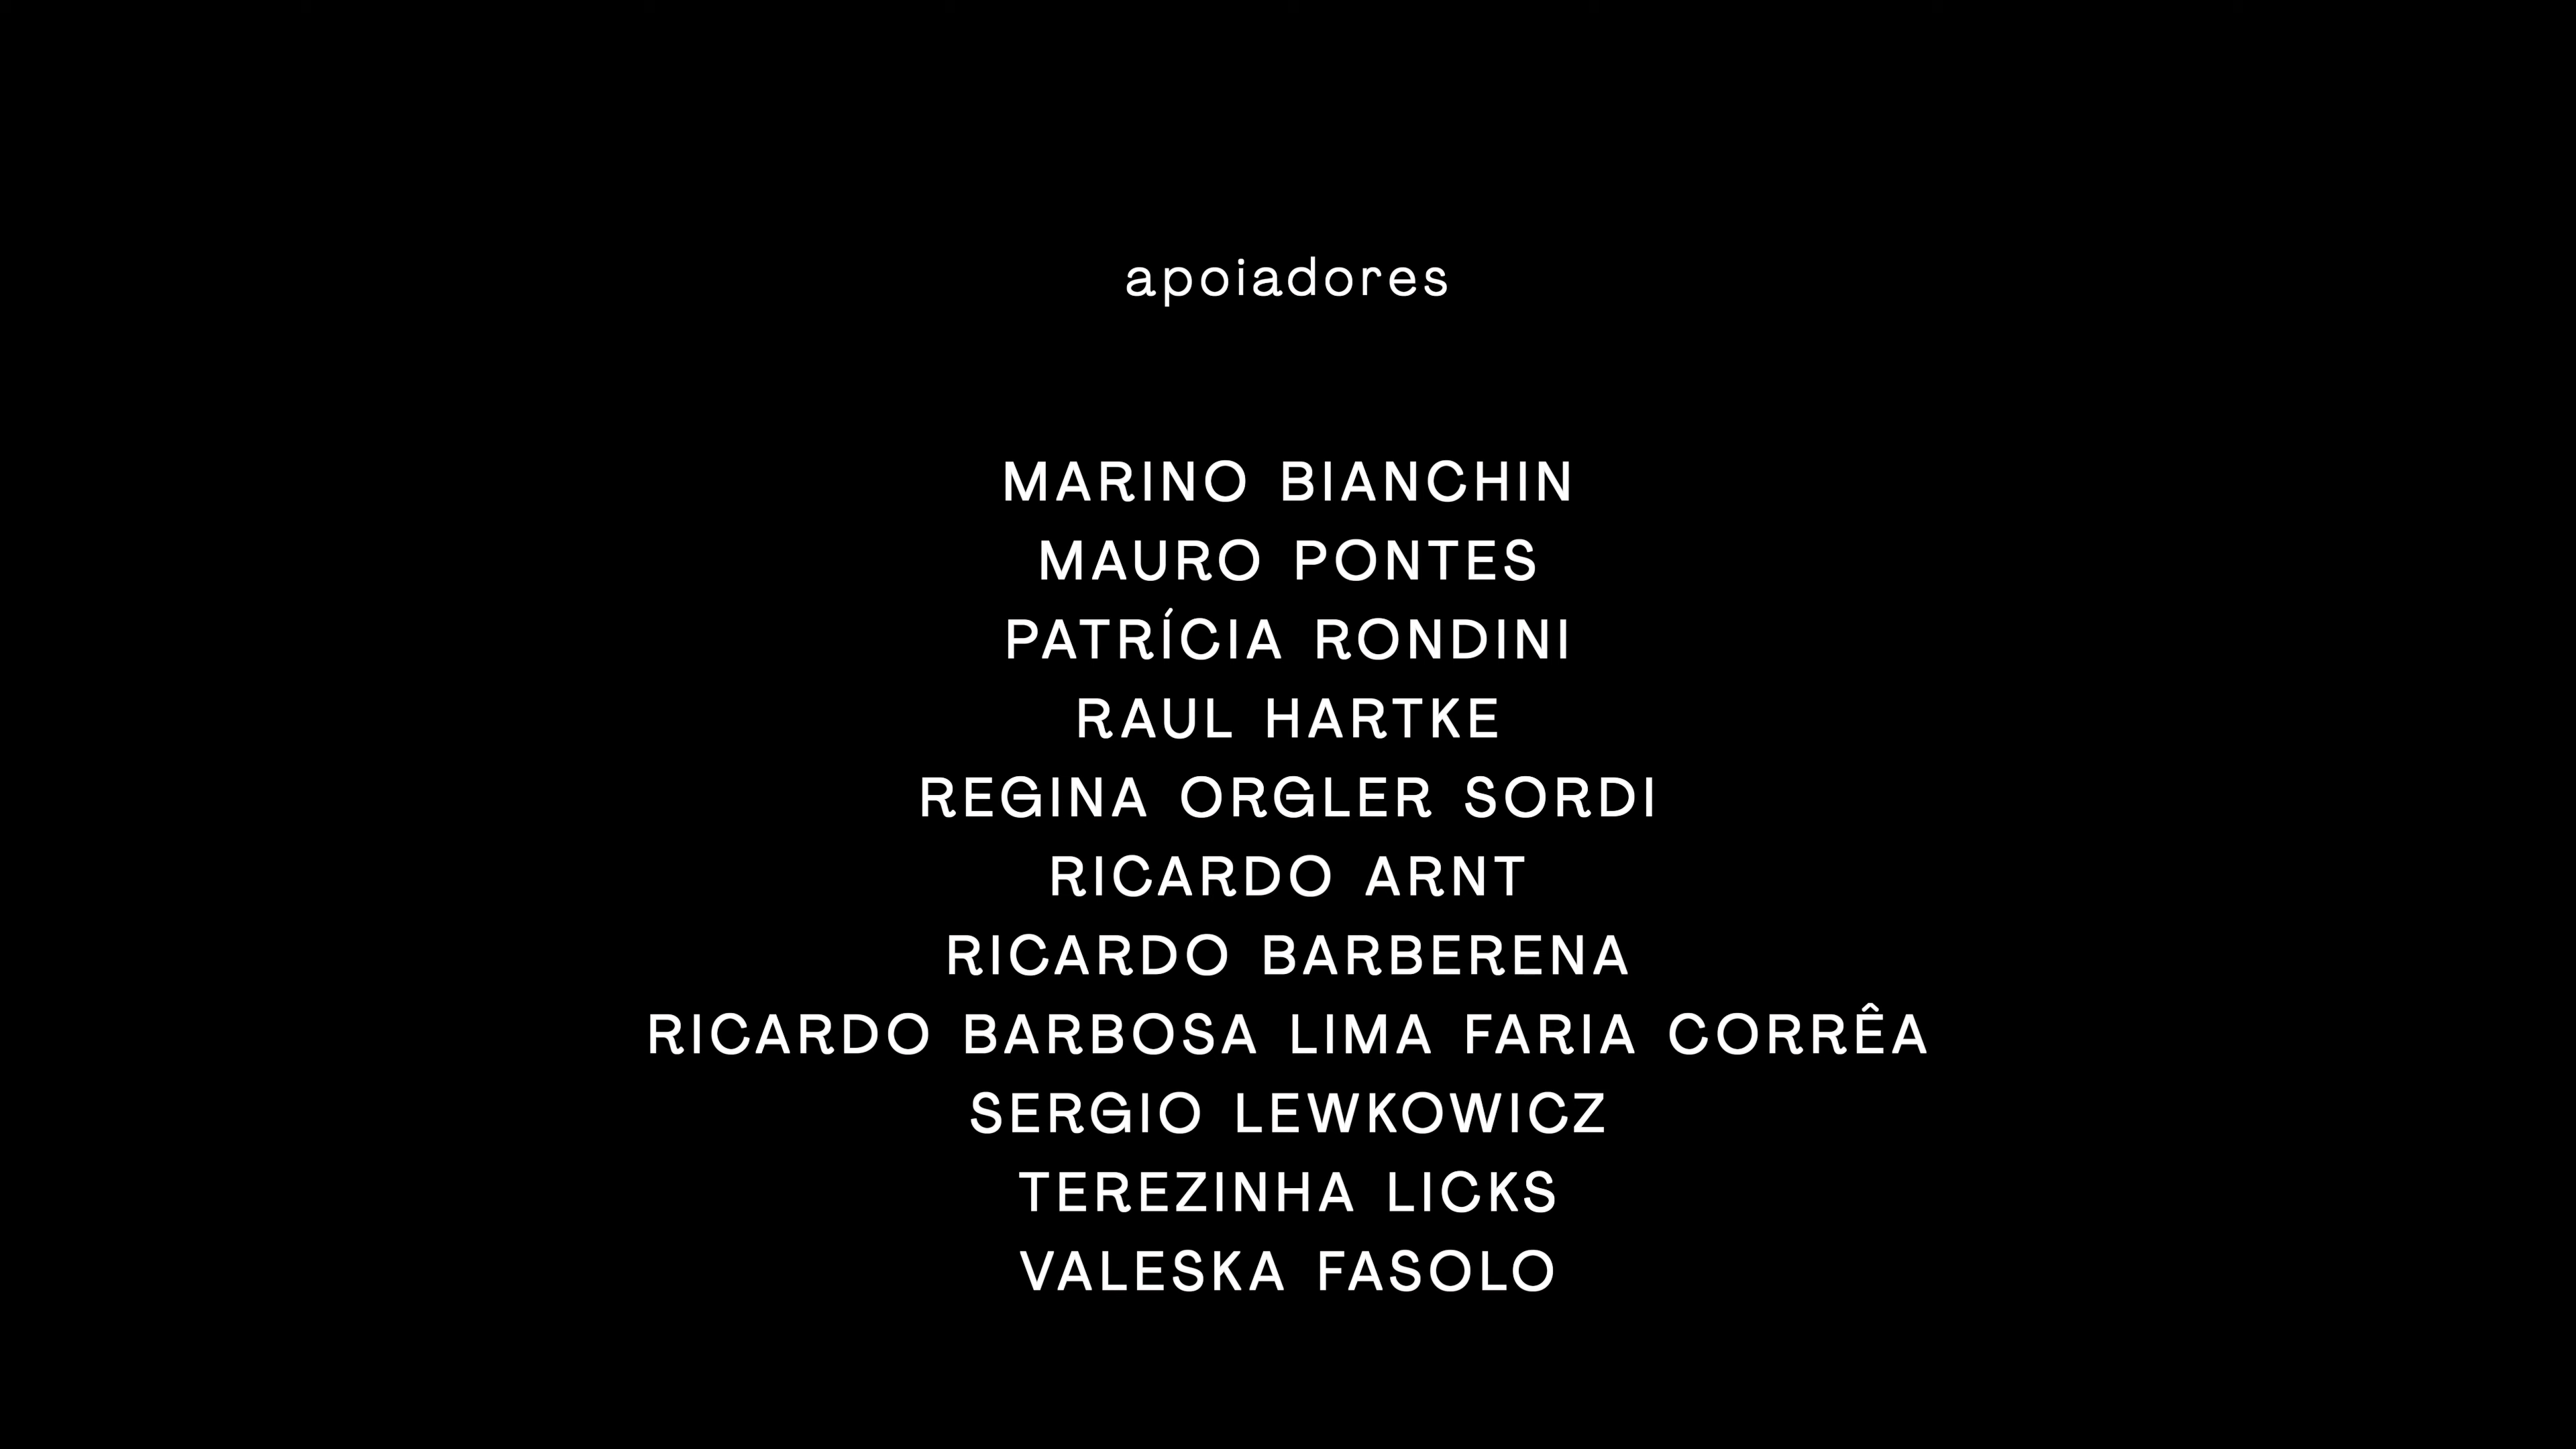 apoiadores
MARINO BIANCHIN
MAURO PONTES
PATRÍCIA RONDINI
RAUL HARTKE
REGINA ORGLER SORDI
RICARDO ARNT
RICARDO BARBERENA
RICARDO BARBOSA LIMA FARIA CORRÊA
SERGIO LEWKOWICZ
TEREZINHA LICKS
VALESKA FASOLO